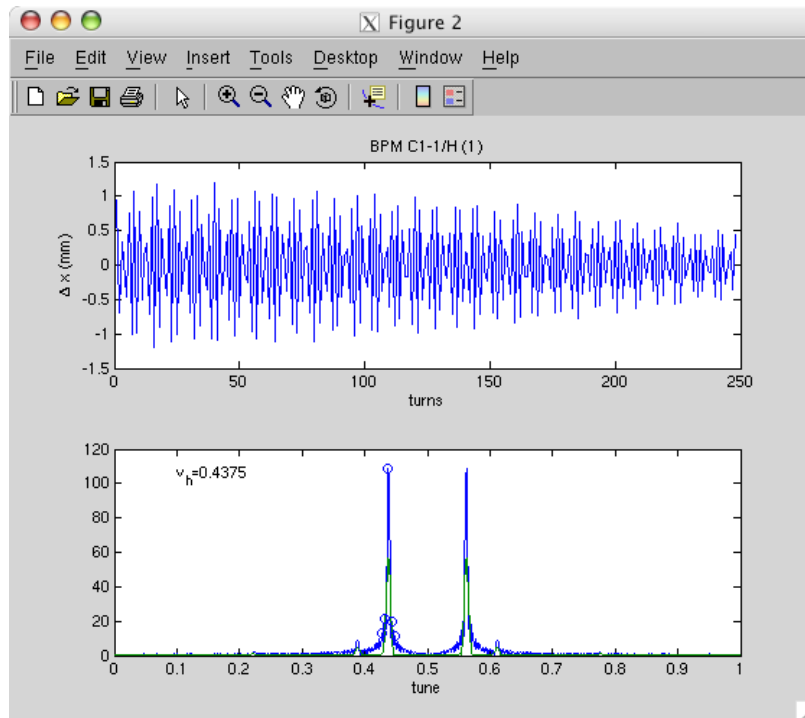 Figure 2
File Edit View Insert Tools Desktop Window Help
BPM C1-1/H (1)
1.5
1
0.5
0
-0.5
-1
-1.5
Δ x (mm)
0 50 100 150 200 250
turns
120
100
80
60
40
20
0
νh=0.4375
0 0.1 0.2 0.3 0.4 0.5 0.6 0.7 0.8 0.9 1
tune